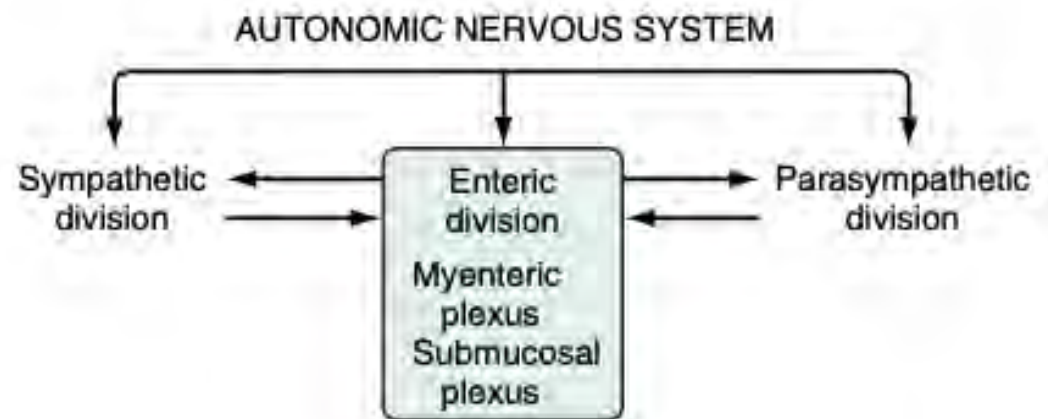 AUTONOMIC NERVOUS SYSTEM
Sympathetic
division
Enteric
division
Myenteric
plexus
Submucosal
plexus
Parasympathetic
division